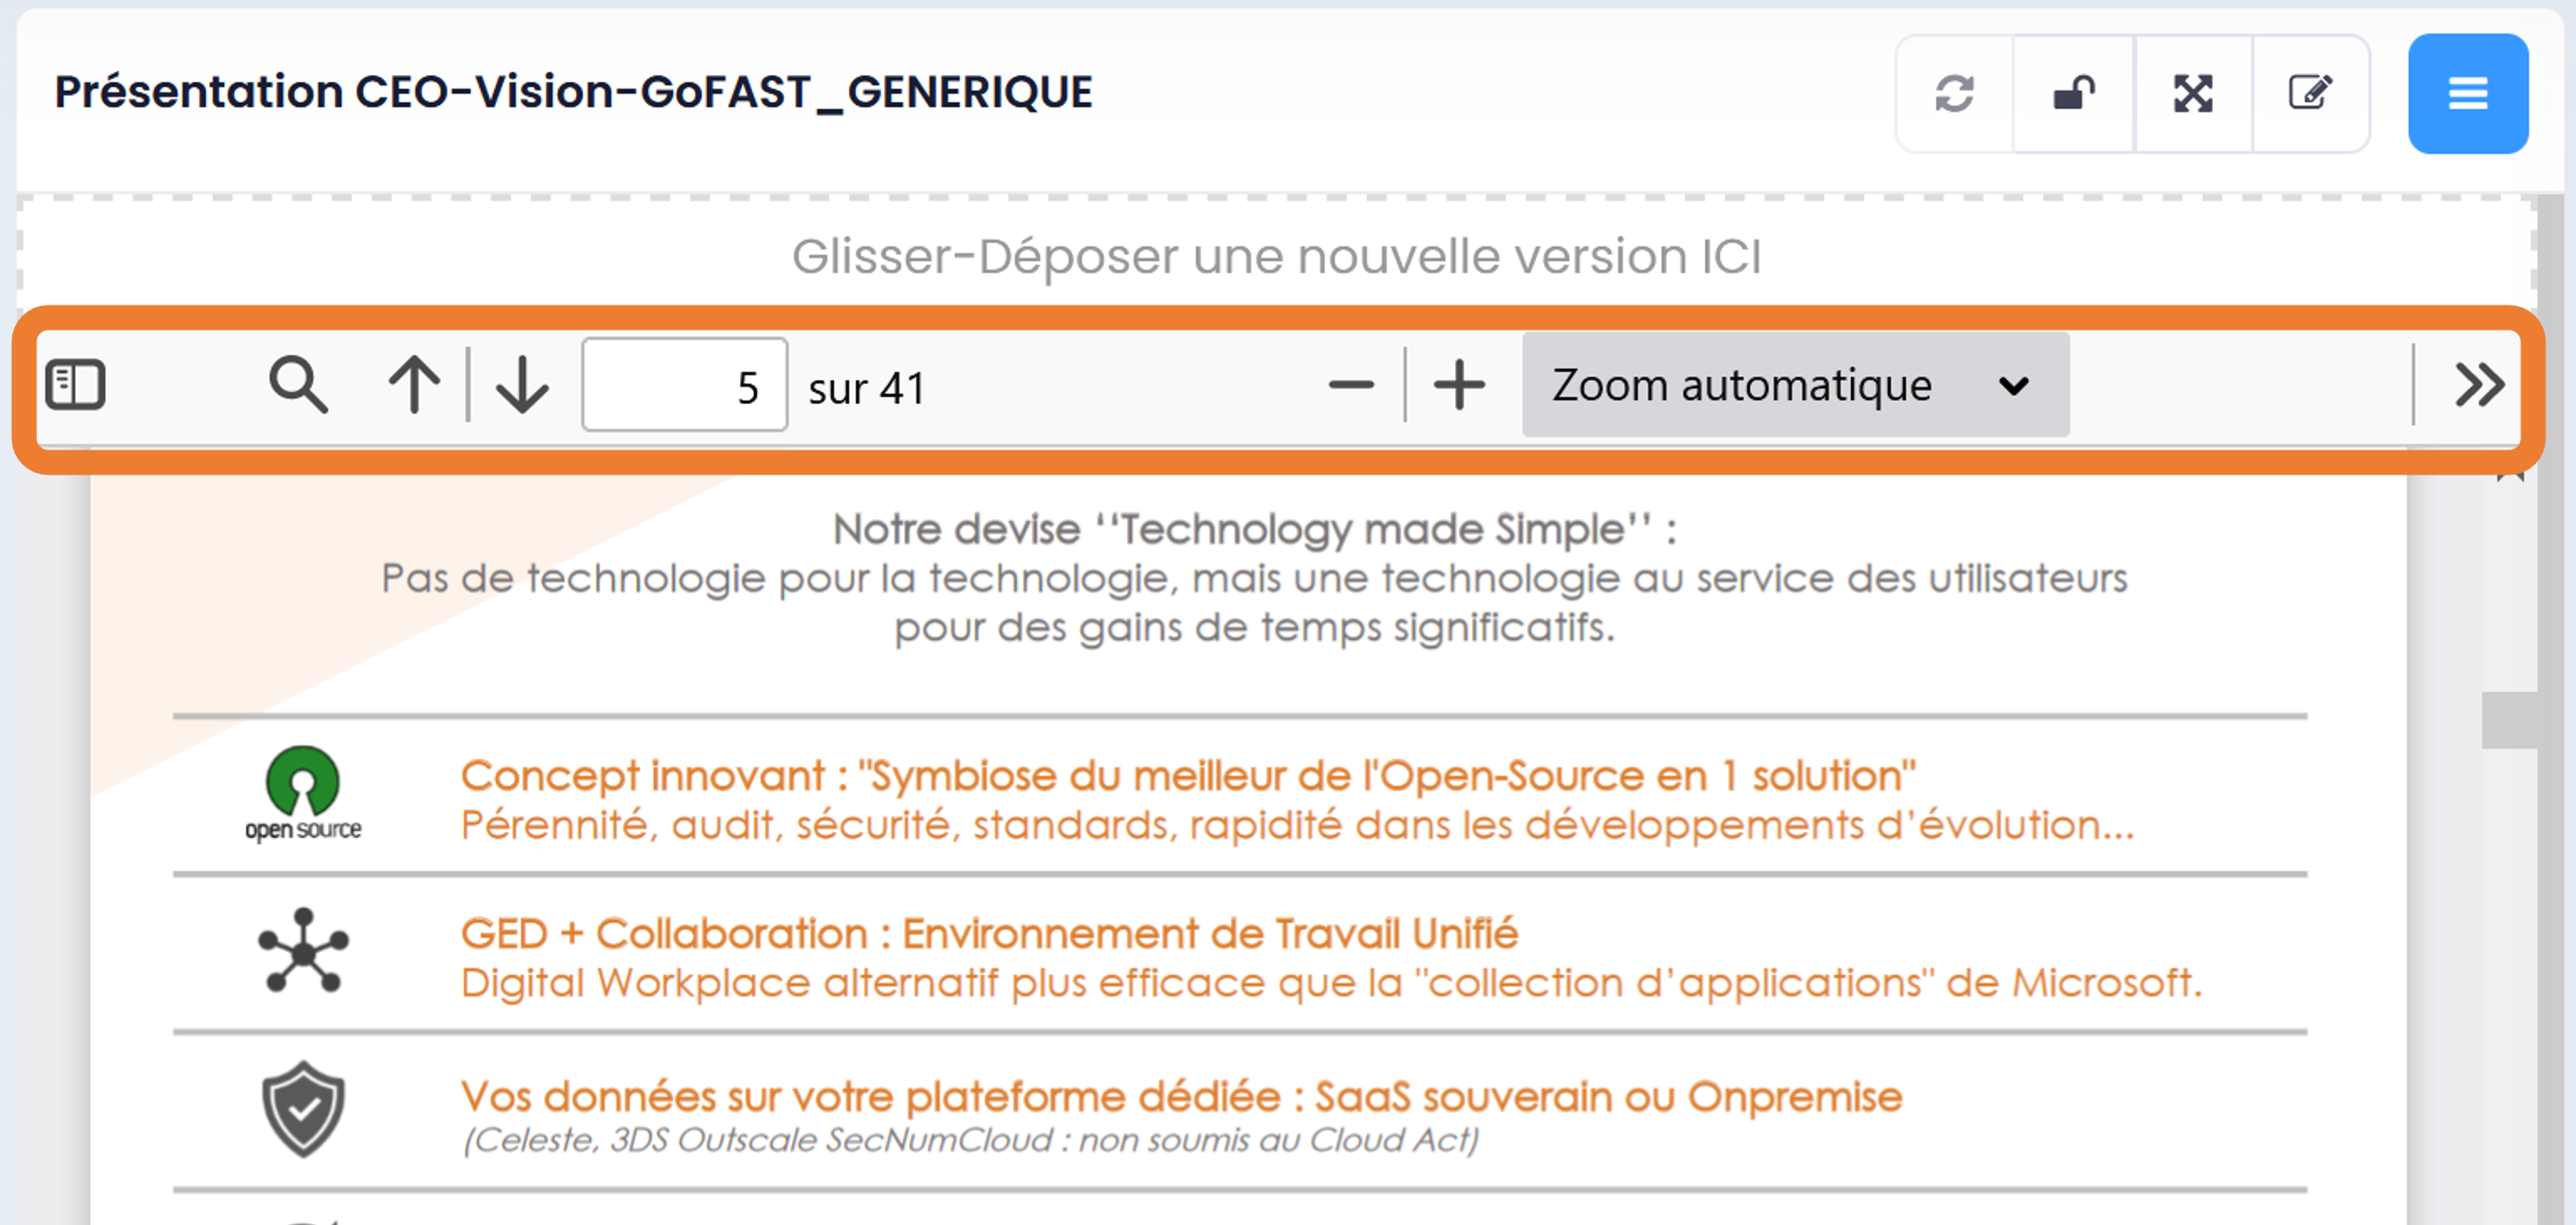 Présentation CEO-Vision-GoFAST_GENERIQUE
Glisser-Déposer une nouvelle version ICI
5 sur 41 Zoom automatique
Notre devise ‘‘Technology made Simple’’ :
Pas de technologie pour la technologie, mais une technologie au service des utilisateurs
pour des gains de temps significatifs.
Concept innovant : "Symbiose du meilleur de l'Open-Source en 1 solution"
Pérennité, audit, sécurité, standards, rapidité dans les développements d’évolution...
open source
GED + Collaboration : Environnement de Travail Unifié
Digital Workplace alternatif plus efficace que la "collection d’applications" de Microsoft.
Vos données sur votre plateforme dédiée : SaaS souverain ou Onpremise
(Celeste, 3DS Outscale SecNumCloud : non soumis au Cloud Act)